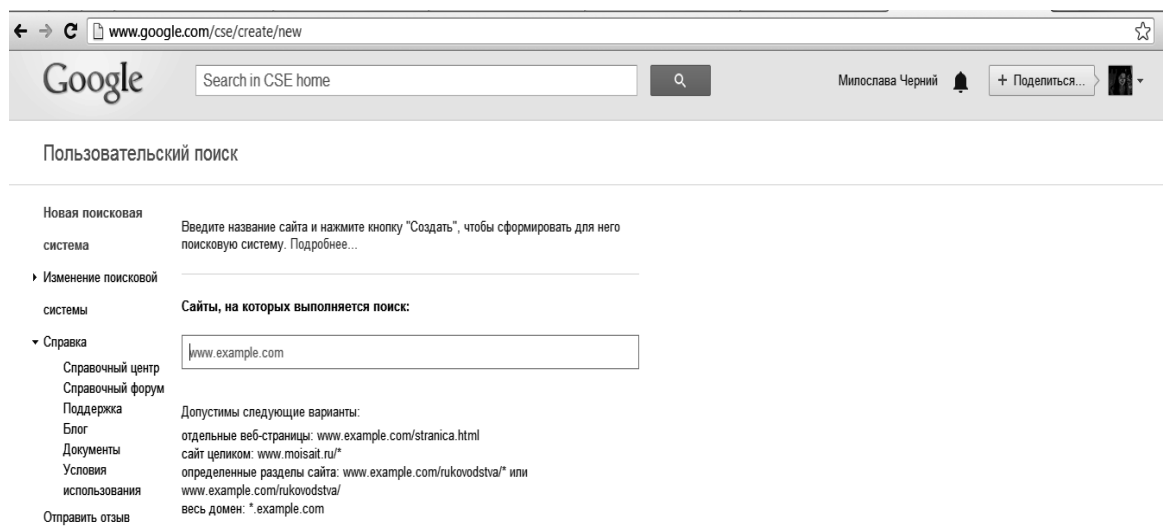 www.google.com/cse/create/new
Google
Search in CSE home
Милослава Черний
+ Поделиться...
Пользовательский поиск
Новая поисковая
система
Изменение поисковой
системы
Справка
Справочный центр
Справочный форум
Поддержка
Блог
Документы
Условия
использования
Отправить отзыв
Введите название сайта и нажмите кнопку "Создать", чтобы сформировать для него
поисковую систему. Подробнее...
Сайты, на которых выполняется поиск:
www.example.com
Допустимы следующие варианты:
отдельные веб-страницы: www.example.com/stranica.html
сайт целиком: www.moisait.ru/*
определенные разделы сайта: www.example.com/rukovodstva/* или
www.example.com/rukovodstva/
весь домен: *.example.com